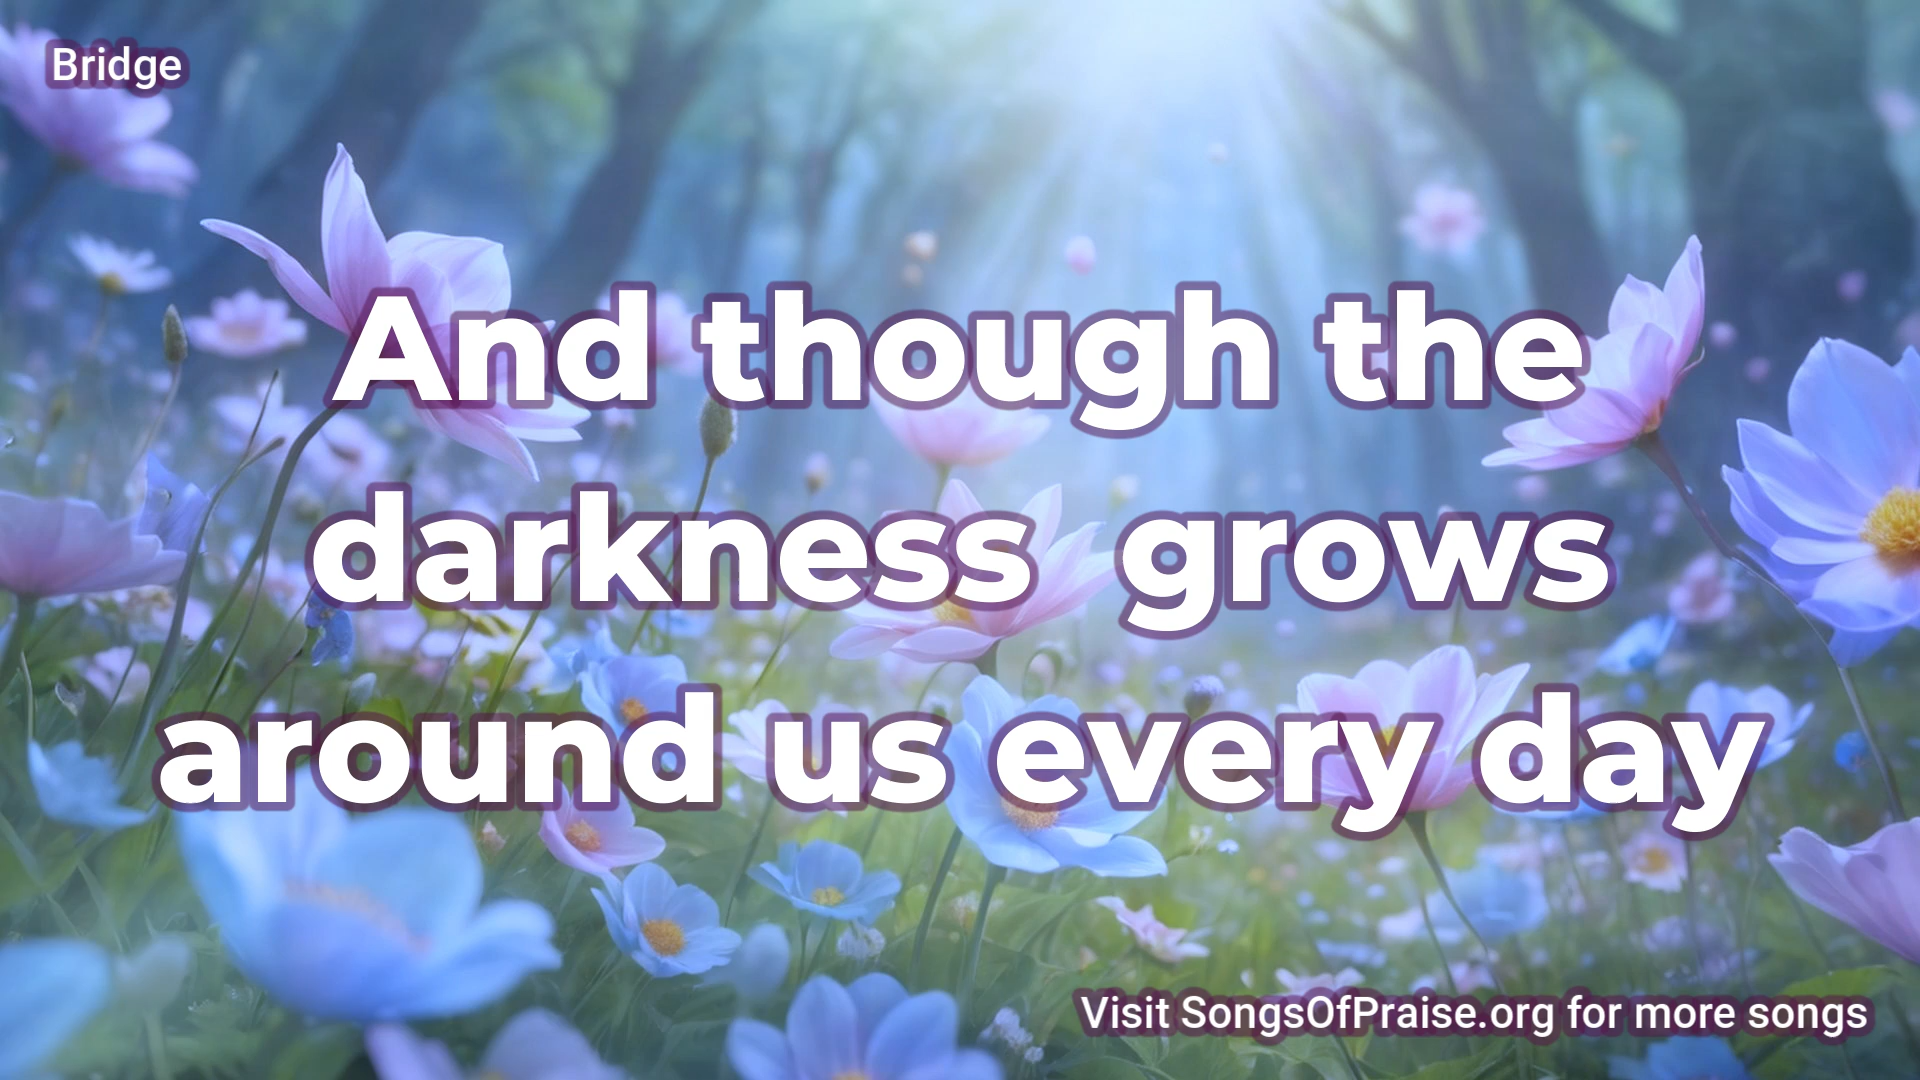 Bridge
And though the
darkness  grows
around us every day
Visit SongsOfPraise.org for more songs